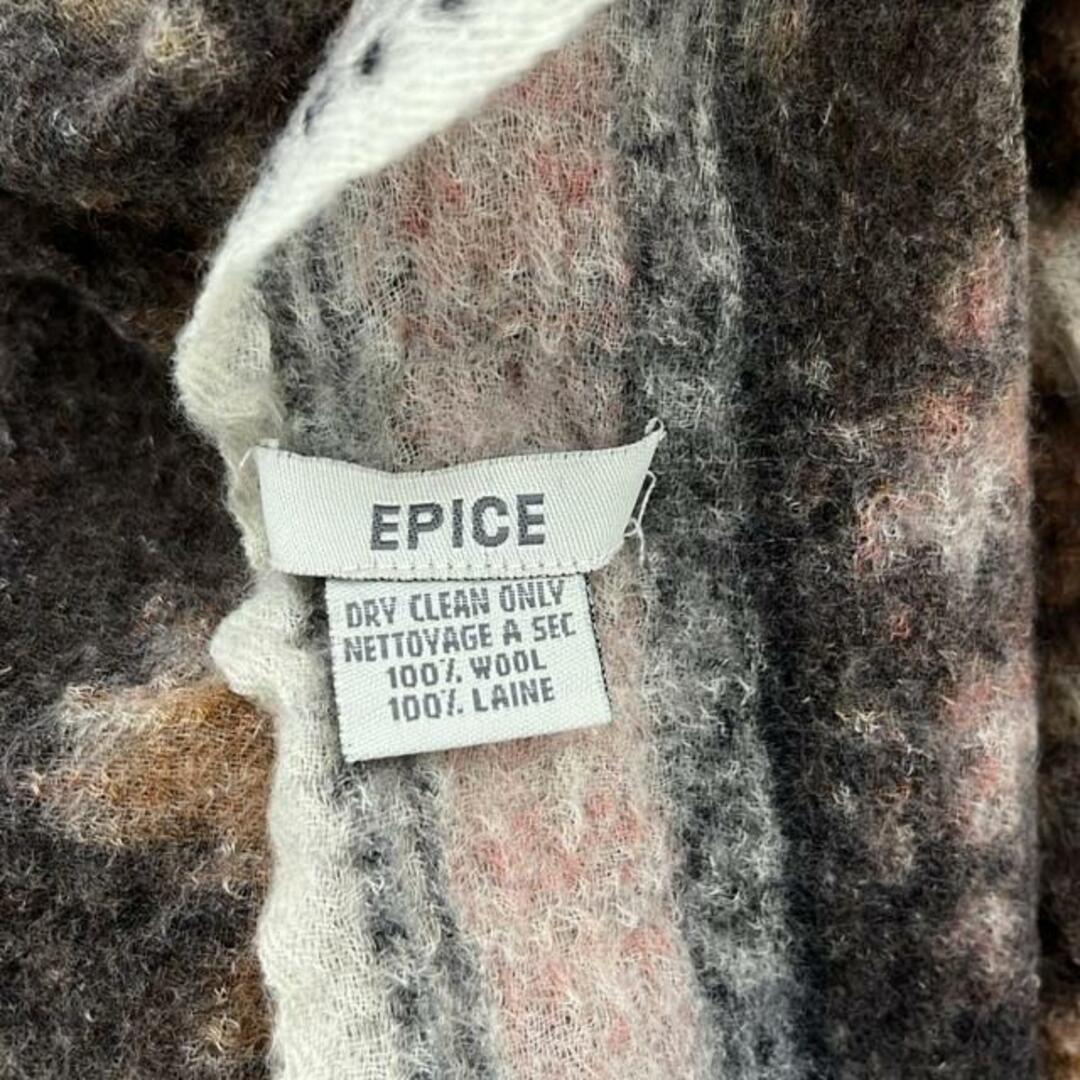 EPICE
DRY CLEAN ONLY
NETTOYAGE A SEC
100% WOOL
100% LAINE